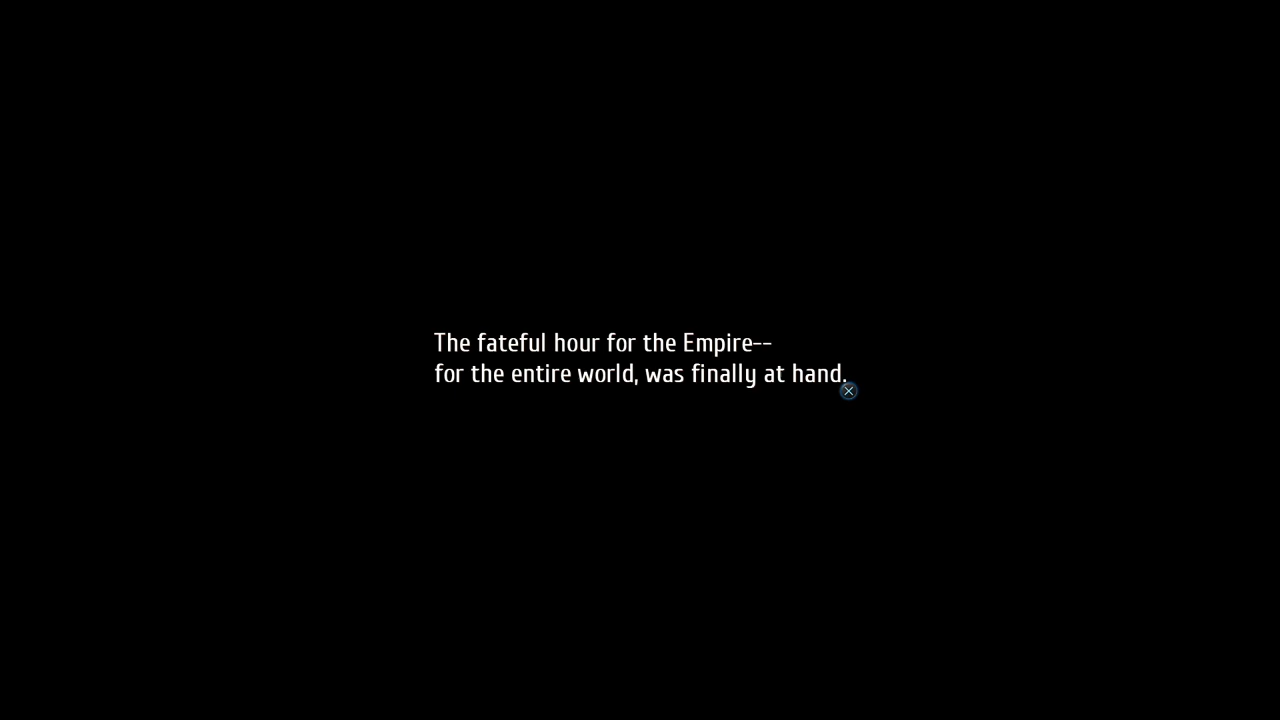 The fateful hour for the Empire--
for the entire world, was finally at hand.